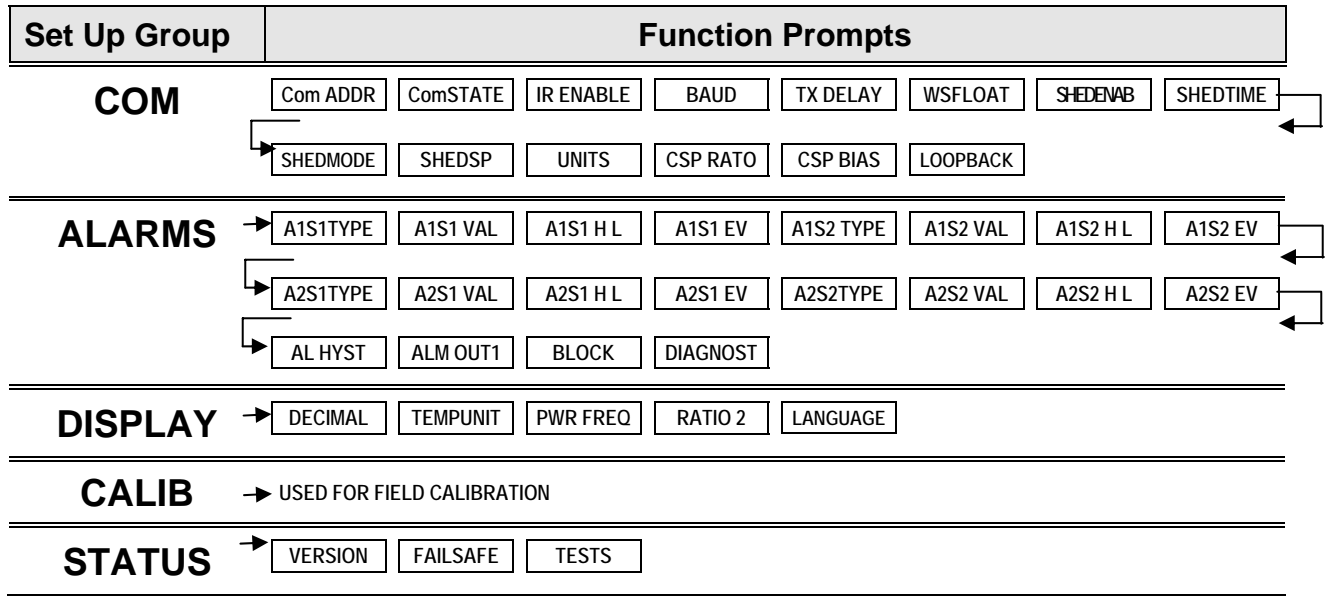 Set Up Group Function Prompts
COM Com ADDR ComSTATE IR ENABLE BAUD TX DELAY WSFLOAT SHEDENAB SHEDTIME
SHEDMODE SHEDSP UNITS CSP RATO CSP BIAS LOOPBACK
ALARMS A1S1TYPE A1S1 VAL A1S1 H L A1S1 EV A1S2 TYPE A1S2 VAL A1S2 H L A1S2 EV
A2S1TYPE A2S1 VAL A2S1 H L A2S1 EV A2S2TYPE A2S2 VAL A2S2 H L A2S2 EV
AL HYST ALM OUT1 BLOCK DIAGNOST
DISPLAY DECIMAL TEMPUNIT PWR FREQ RATIO 2 LANGUAGE
CALIB USED FOR FIELD CALIBRATION
STATUS VERSION FAILSAFE TESTS